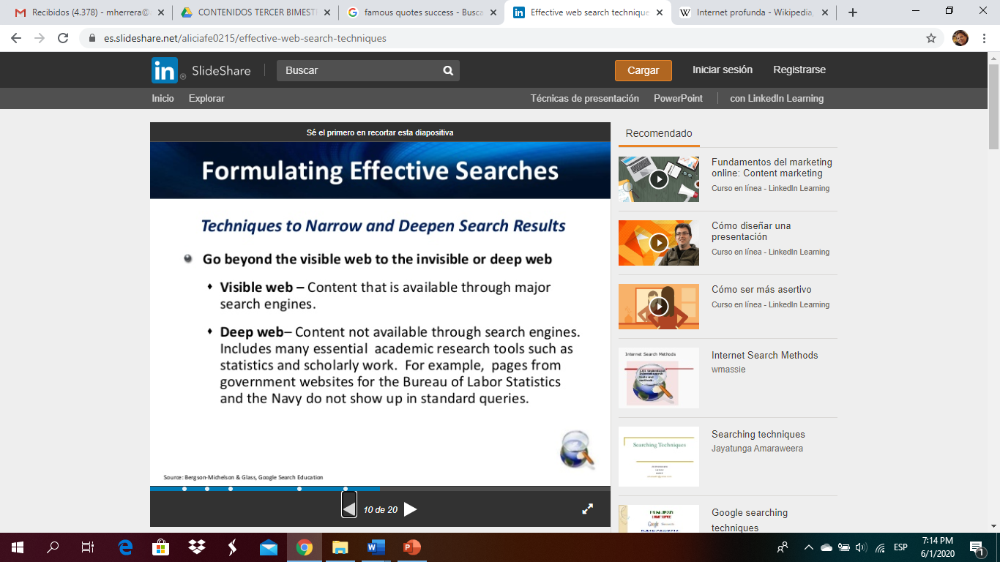 Recibidos (4.378) - mherrera@
CONTENIDOS TERCER BIMEST
famous quotes success - Busca
Effective web search technique
Internet profunda - Wikipedia,
es.slideshare.net/aliciafe0215/effective-web-search-techniques
in SlideShare
Buscar
Cargar
Iniciar sesión
Registrarse
Inicio
Explorar
Técnicas de presentación
PowerPoint
con LinkedIn Learning
Sé el primero en recortar esta diapositiva
Formulating Effective Searches
Techniques to Narrow and Deepen Search Results
Go beyond the visible web to the invisible or deep web
Visible web – Content that is available through major
search engines.
Deep web– Content not available through search engines.
Includes many essential academic research tools such as
statistics and scholarly work. For example, pages from
government websites for the Bureau of Labor Statistics
and the Navy do not show up in standard queries.
Source: Bergson-Michelson & Glass, Google Search Education
10 de 20
Recomendado
Fundamentos del marketing
online: Content marketing
Curso en línea - LinkedIn Learning
Cómo diseñar una
presentación
Curso en línea - LinkedIn Learning
Cómo ser más asertivo
Curso en línea - LinkedIn Learning
Internet Search Methods
Internet Search Methods
wmassie
Searching Techniques
Searching techniques
Jayatunga Amaraweera
Google
Google searching
techniques
ESP
7:14 PM
6/1/2020
1